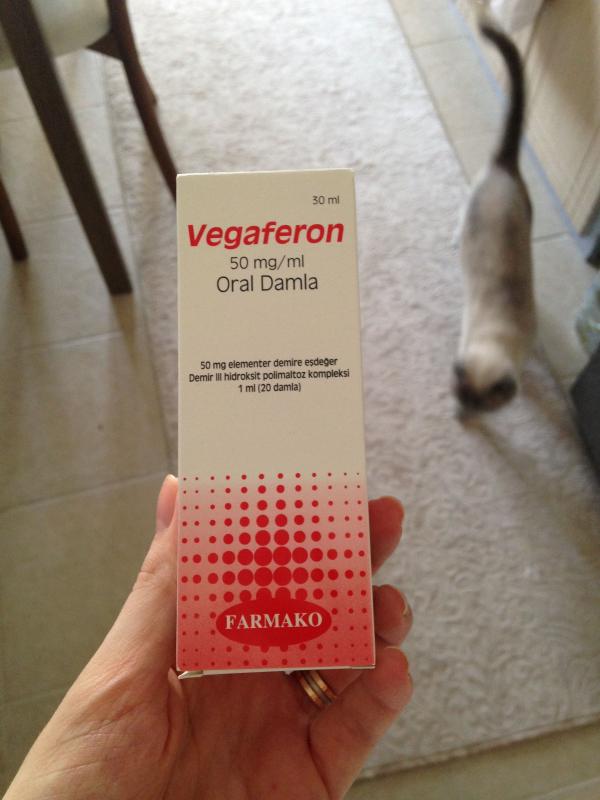 30 ml
Vegaferon
50 mg/ml
Oral Damla
50 mg elementer demire eşdeğer
Demir III hidroksit polimaltoz kompleksi
1 ml (20 damla)
FARMAKO